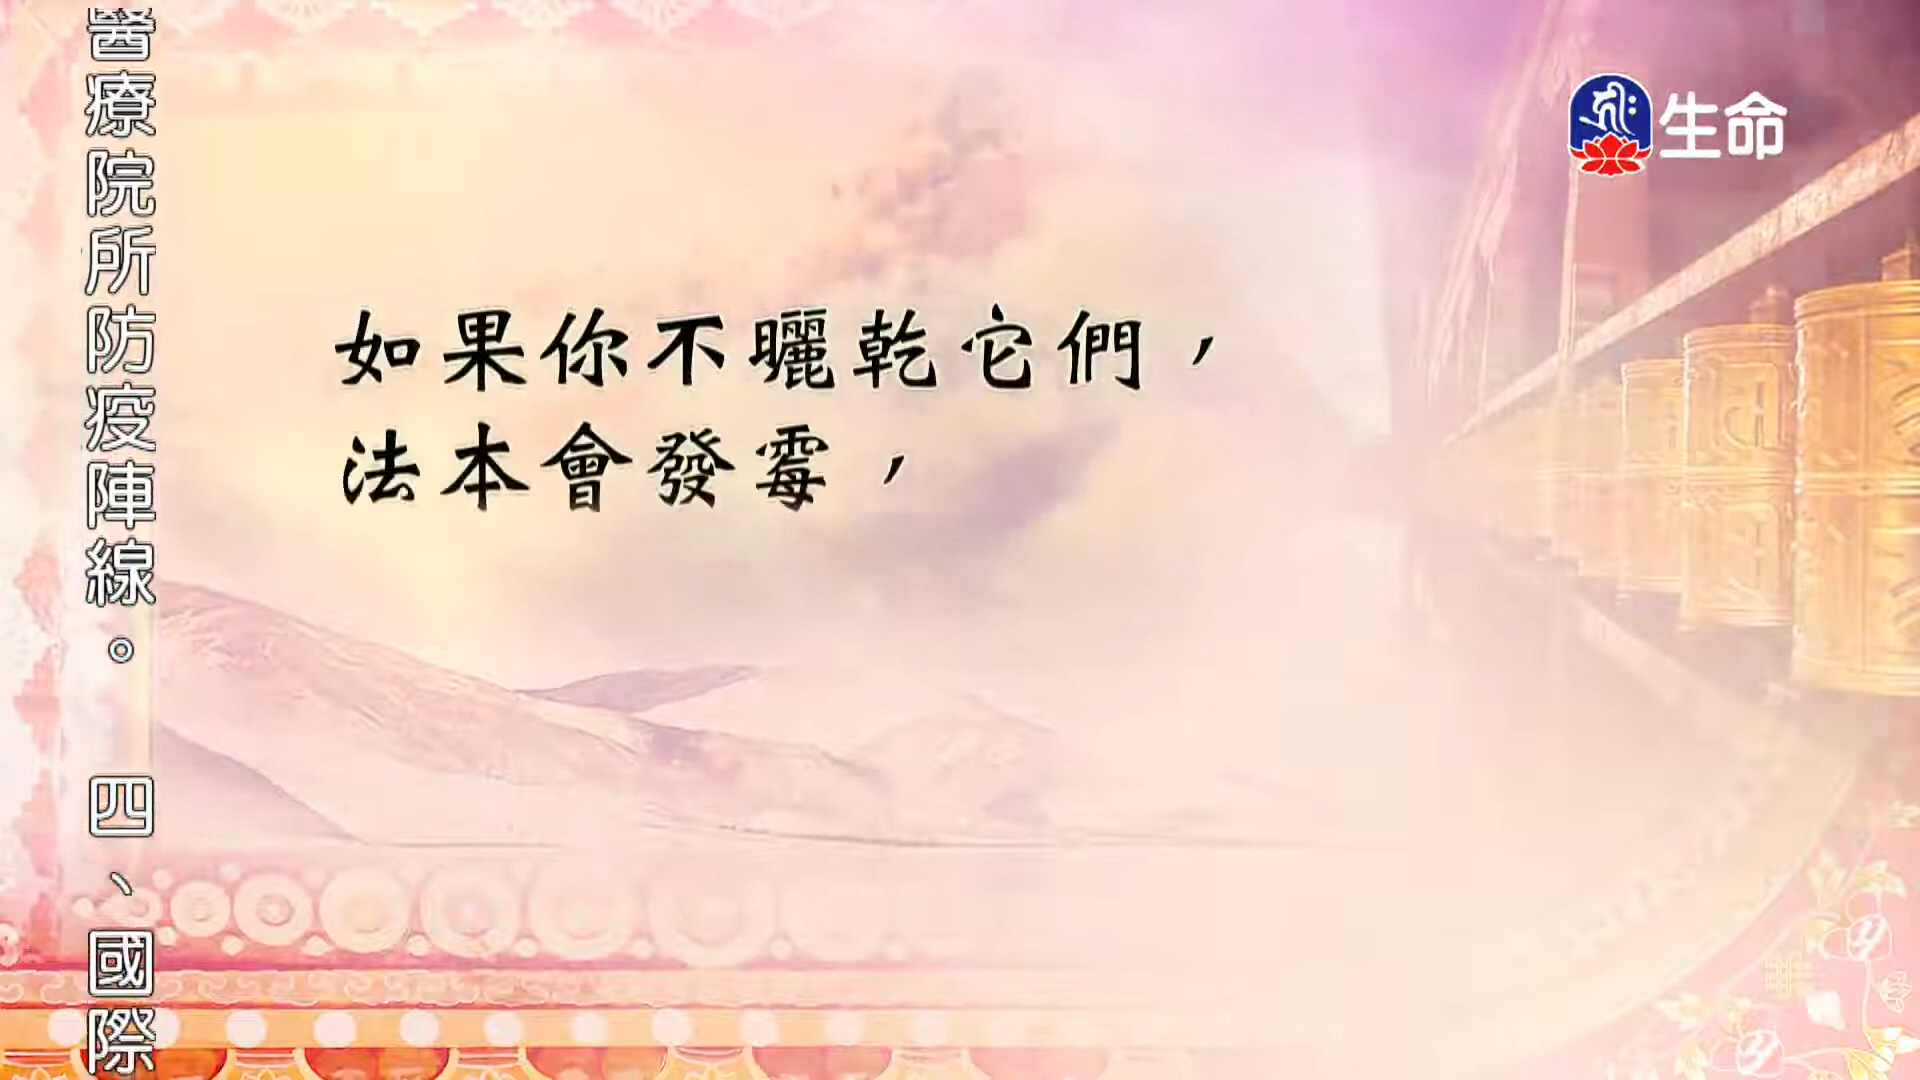 生命
如果你不曬乾它們，
法本會發霉，
醫療院所防疫陣線。 四、國際